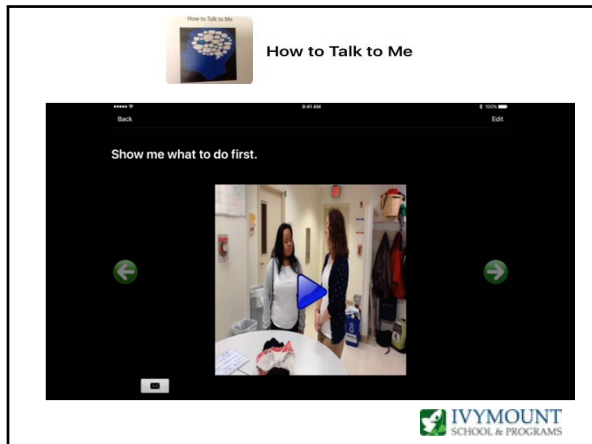 How to Talk to Me
How to Talk to Me
9:41 AM
100%
Back
Edit
Show me what to do first.
IVYMOUNT
SCHOOL & PROGRAMS